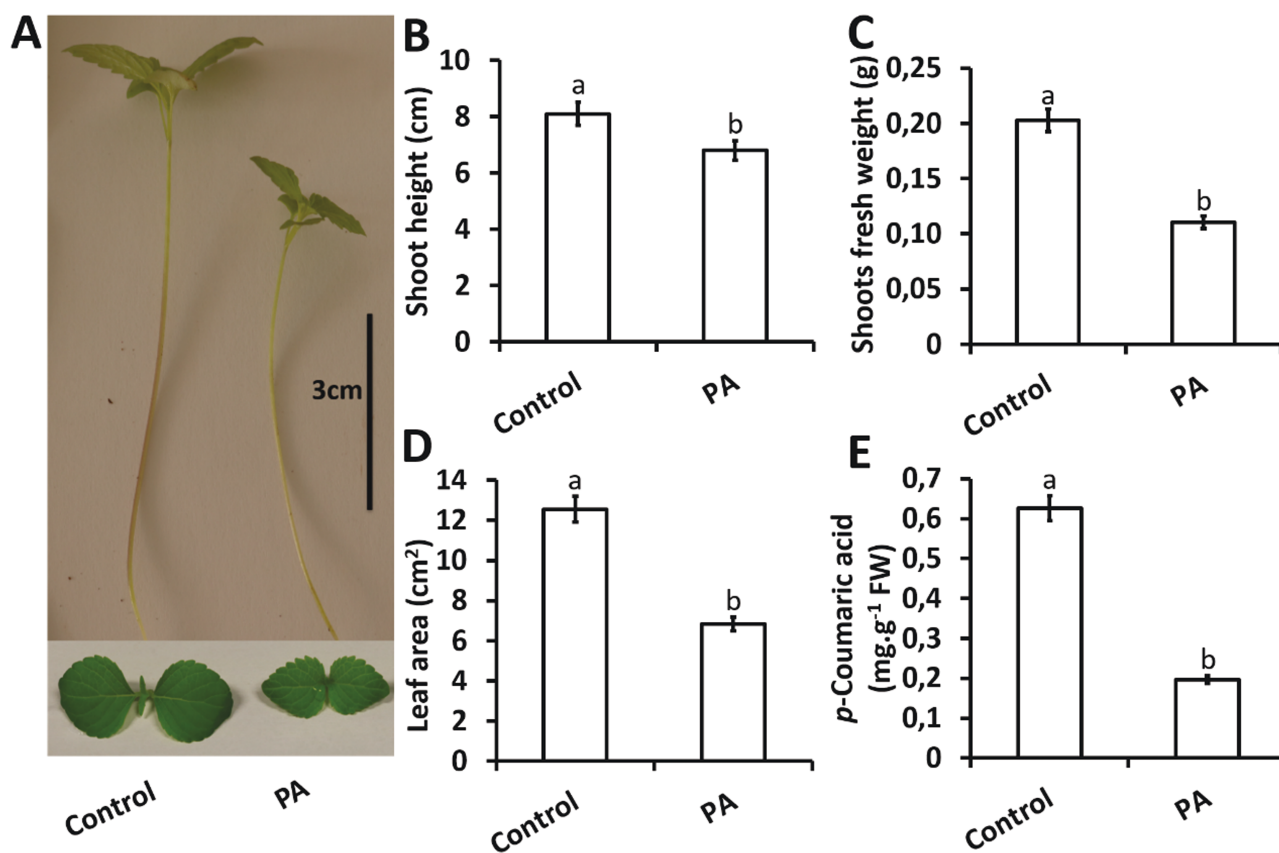 A
3cm
Control
PA
B
Shoot height (cm)
10
8
6
4
2
0
a
b
Control
PA
C
Shoots fresh weight (g)
0,25
0,20
0,15
0,10
0,05
0
a
b
Control
PA
D
Leaf area (cm²)
14
12
10
8
6
4
2
0
a
b
Control
PA
E
p-Coumaric acid
(mg.g⁻¹ FW)
0,7
0,6
0,5
0,4
0,3
0,2
0,1
0
a
b
Control
PA